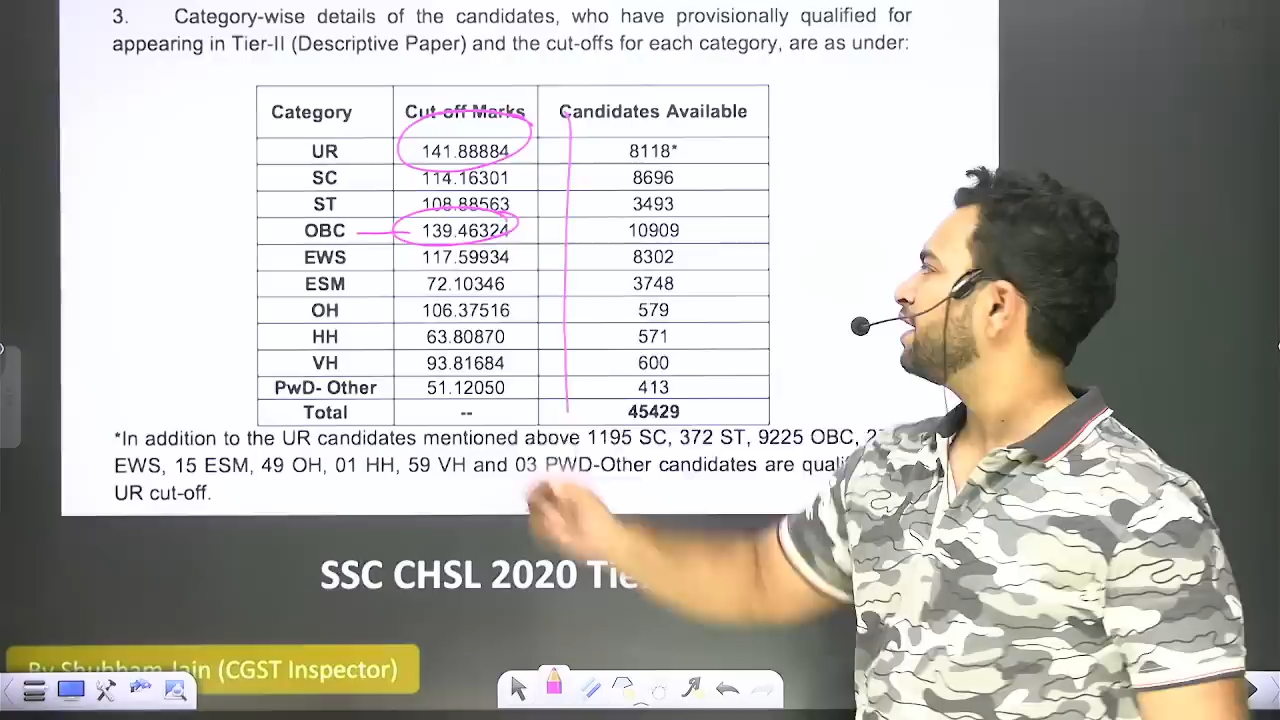 3. Category-wise details of the candidates, who have provisionally qualified for
appearing in Tier-II (Descriptive Paper) and the cut-offs for each category, are as under:
Category Cut-off Marks Candidates Available
UR 141.88884 8118*
SC 114.16301 8696
ST 108.88563 3493
OBC 139.46324 10909
EWS 117.59934 8302
ESM 72.10346 3748
OH 106.37516 579
HH 63.80870 571
VH 93.81684 600
PwD- Other 51.12050 413
Total -- 45429
*In addition to the UR candidates mentioned above 1195 SC, 372 ST, 9225 OBC,
EWS, 15 ESM, 49 OH, 01 HH, 59 VH and 03 PWD-Other candidates are
UR cut-off.
SSC CHSL 2020
By Shubham Jain (CGST Inspector)